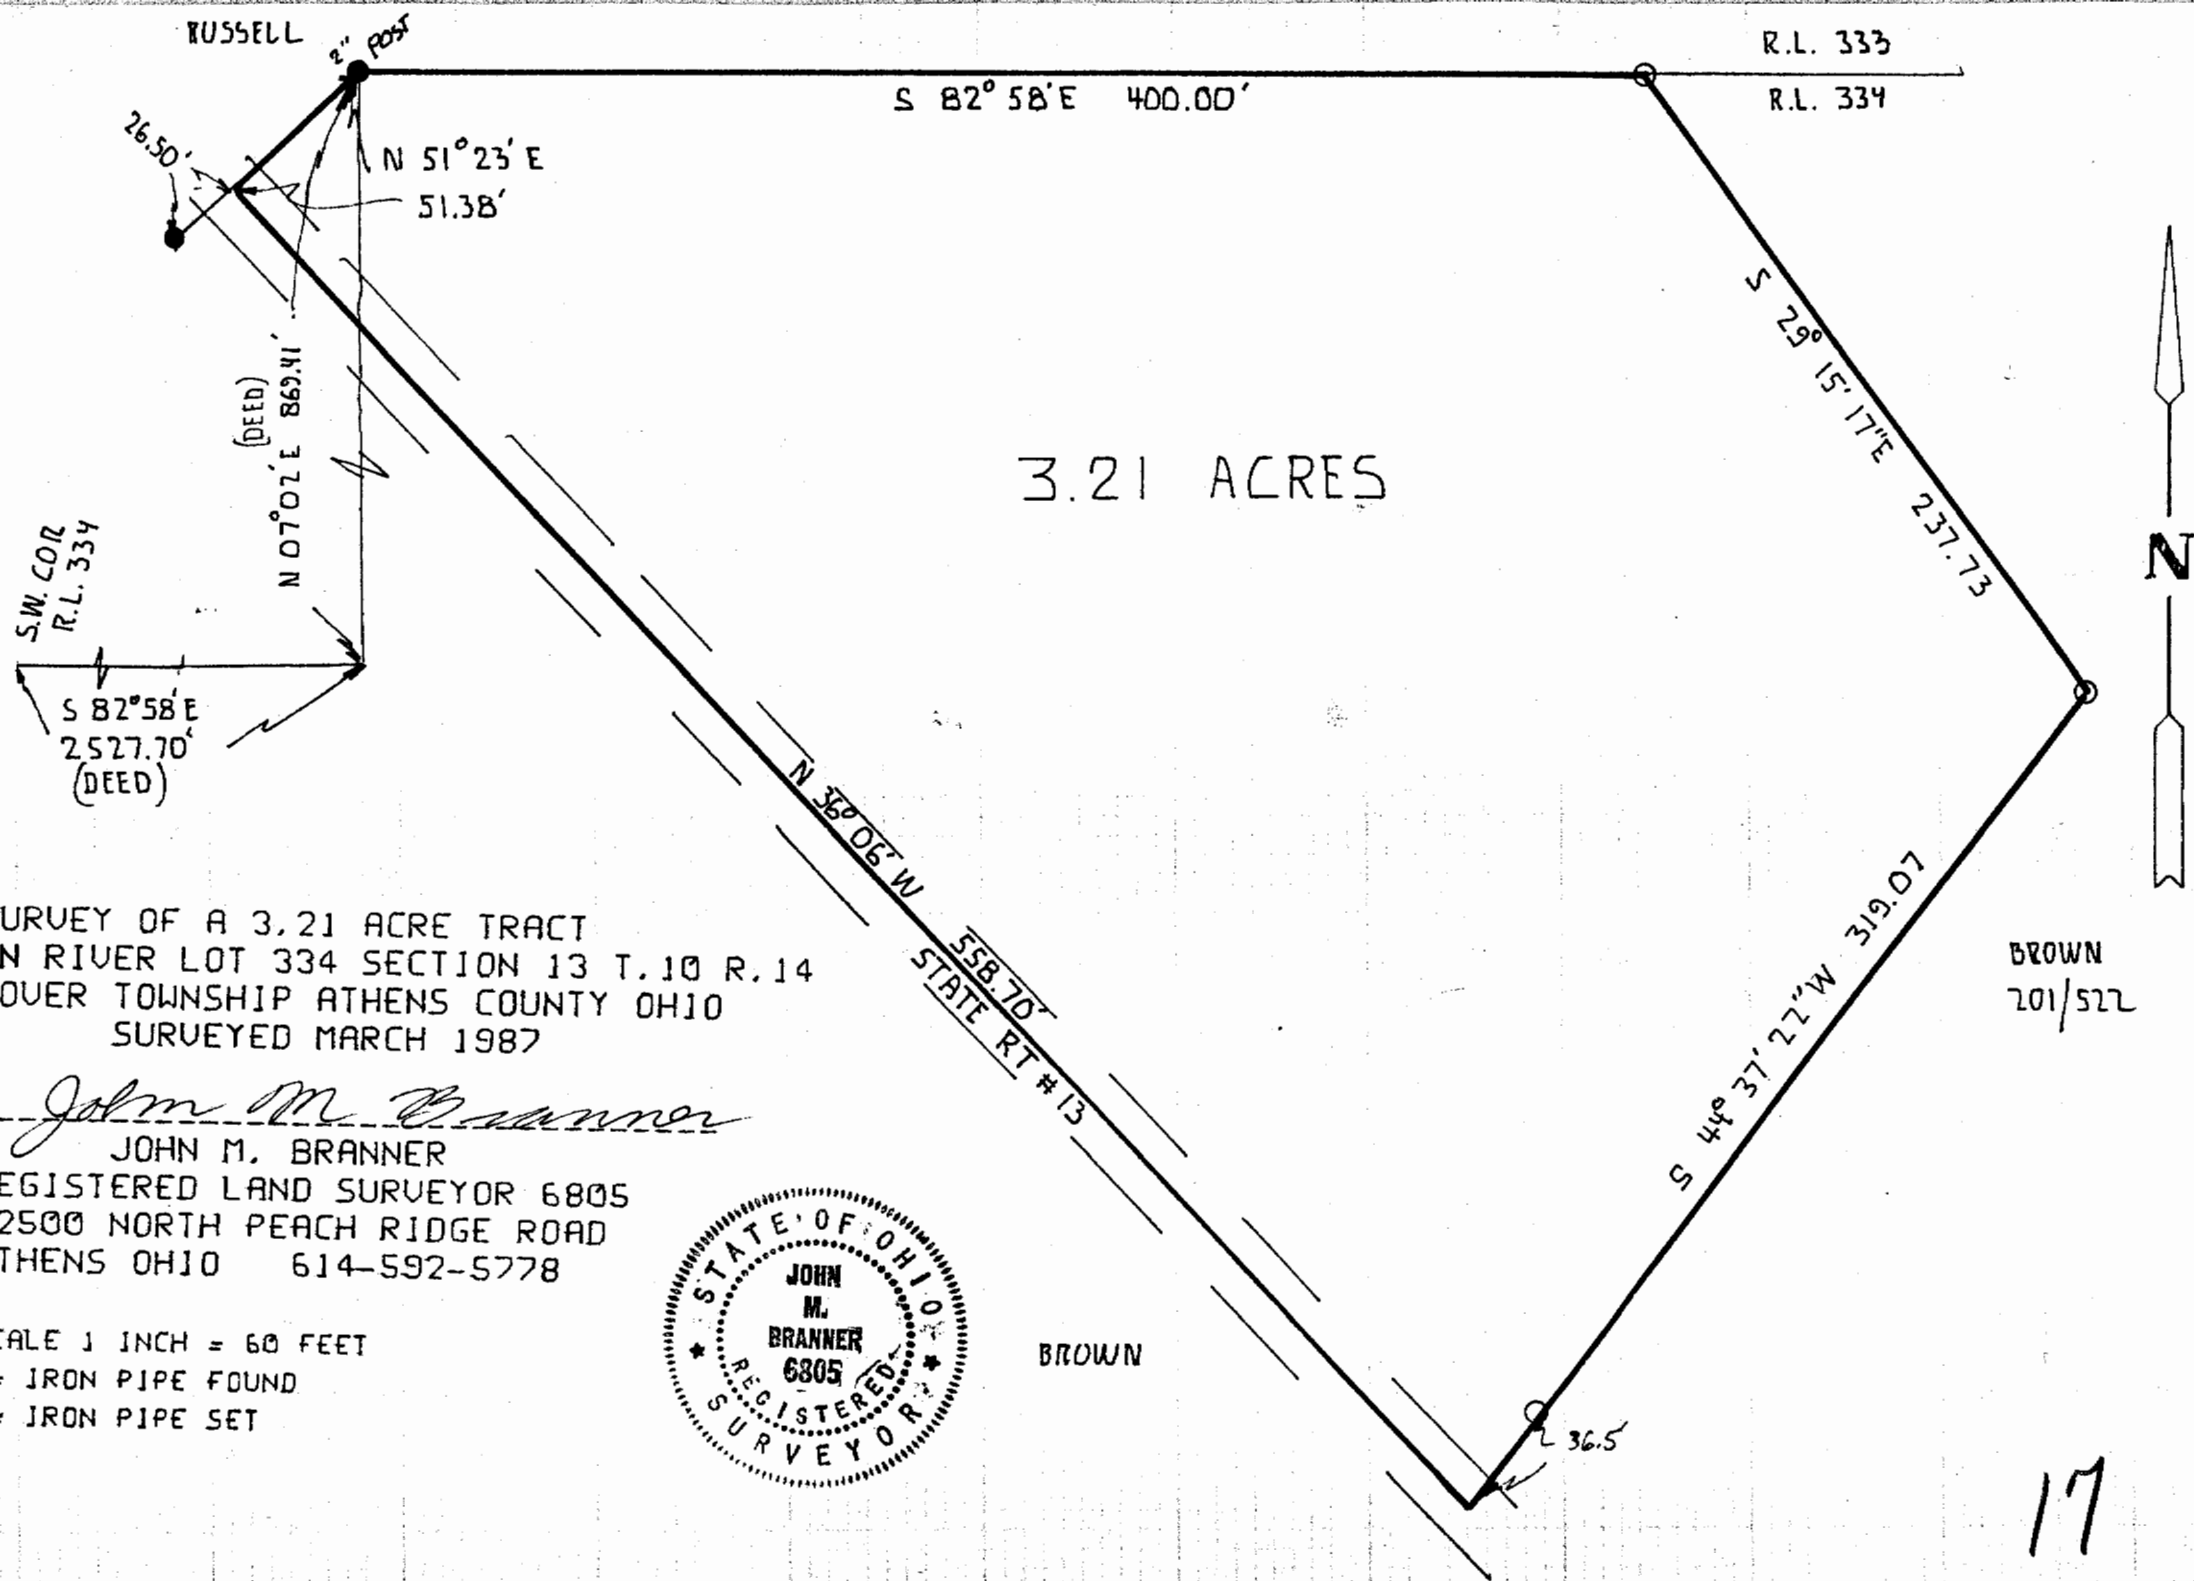 RUSSELL
2" POST
R.L. 333
S 82° 58' E 400.00'
R.L. 334
26.50'
N 51° 23' E
51.38'
S 29° 15' 17" E 237.73
(DEED)
N 07° 02' E 869.41'
3.21 ACRES
S.W. COR
R.L. 334
N
S 82° 58' E
2527.70'
(DEED)
N 36° 06' W 558.70'
STATE RT #13
S 44° 37' 22" W 319.07
BROWN
201/522
URVEY OF A 3.21 ACRE TRACT
N RIVER LOT 334 SECTION 13 T.10 R.14
OVER TOWNSHIP ATHENS COUNTY OHIO
SURVEYED MARCH 1987
John M Branner
JOHN M. BRANNER
EGISTERED LAND SURVEYOR 6805
2500 NORTH PEACH RIDGE ROAD
THENS OHIO 614-592-5778
STATE OF OHIO
JOHN
M.
BRANNER
6805
REGISTERED
SURVEYOR
CALE 1 INCH = 60 FEET
= IRON PIPE FOUND
= IRON PIPE SET
BROWN
36.5
17